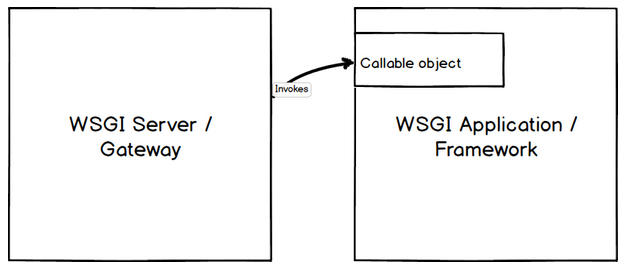 WSGI Server /
Gateway
Invokes
Callable object
WSGI Application /
Framework